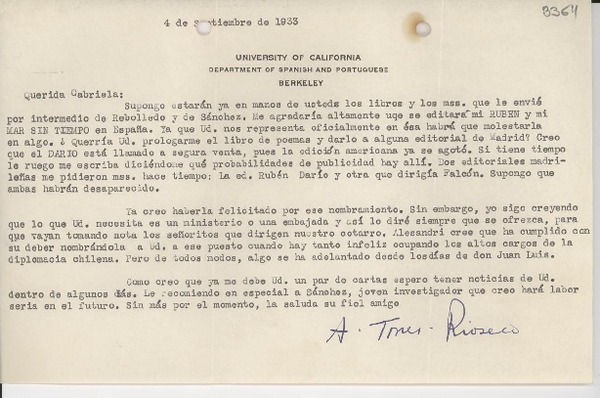 3364
4 de septiembre de 1933
UNIVERSITY OF CALIFORNIA
DEPARTMENT OF SPANISH AND PORTUGUESE
BERKELEY
Querida Gabriela:
Supongo estarán ya en manos de usteds los libros y los mss. que le envié
por intermedio de Rebolledo y de Sánchez. Me agradaría altamente uqe se editará mi RUBEN y mi
MAR SIN TIEMPO en España. Ya que Ud. nos representa oficialmente en ésa habrá que molestarla
en algo. ¿ Querría Ud. prologarme el libro de poemas y darlo a alguna editorial de Madrid? Creo
que el DARIO está llamado a segura venta, pues la edición americana ya se agotó. Si tiene tiempo
le ruego me escriba diciéndome qué probabilidades de publicidad hay allí. Dos editoriales madri-
leñas me pidieron mss. hace tiempo: La ed. Rubén Darío y otra que dirigía Falcón. Supongo que
ambas habrán desaparecido.
Ya creo haberla felicitado por ese nombramiento. Sin embargo, yo sigo creyendo
que lo que Ud. necesita es un ministerio o una embajada y así lo diré siempre que se ofrezca, para
que vayan tomando nota los señoritos que dirigen nuestro cotarro. Alesandri cree que ha cumplido con
su deber nombrándola a Ud. a ese puesto cuando hay tanto infeliz ocupando los altos cargos de la
diplomacia chilena. Pero de todos modos, algo se ha adelantado desde losdías de don Juan Luis.
Como creo que ya me debe Ud. un par de cartas espero tener noticias de Ud.
dentro de algunos días. Le recomiendo en especial a Sánchez, joven investigador que creo hará labor
seria en el futuro. Sin más por el momento, la saluda su fiel amigo
A. Torres-Rioseco